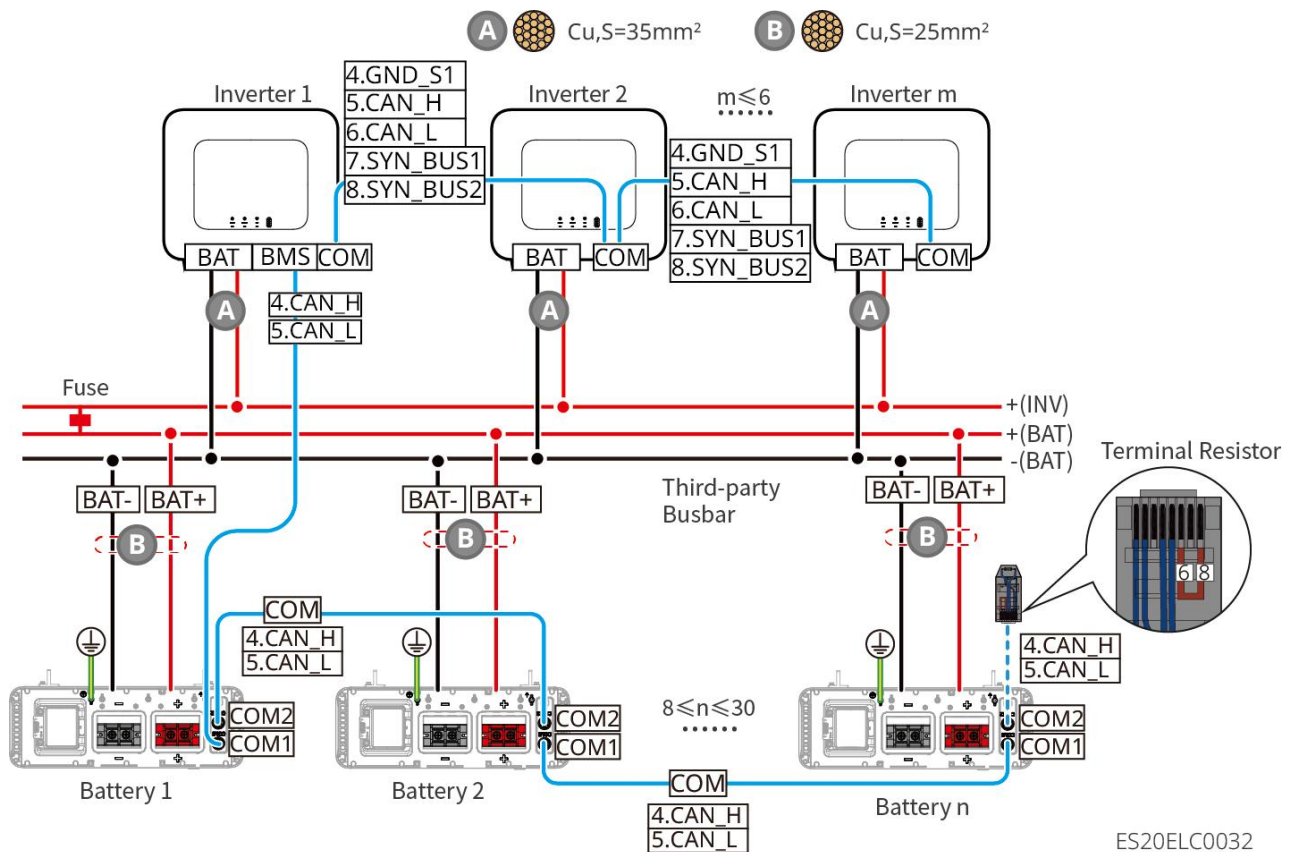 A Cu,S=35mm²
B Cu,S=25mm²
Inverter 1
4.GND_S1
5.CAN_H
6.CAN_L
7.SYN_BUS1
8.SYN_BUS2
Inverter 2
m≤6
Inverter m
4.GND_S1
5.CAN_H
6.CAN_L
7.SYN_BUS1
8.SYN_BUS2
BAT
BMS
COM
BAT
COM
BAT
COM
A
4.CAN_H
5.CAN_L
A
A
Fuse
+(INV)
+(BAT)
-(BAT)
Terminal Resistor
6 8
BAT-
BAT+
BAT-
BAT+
Third-party
Busbar
BAT-
BAT+
B
B
B
COM
4.CAN_H
5.CAN_L
4.CAN_H
5.CAN_L
COM2
COM1
COM2
COM1
8≤n≤30
COM2
COM1
Battery 1
Battery 2
COM
4.CAN_H
5.CAN_L
Battery n
ES20ELC0032